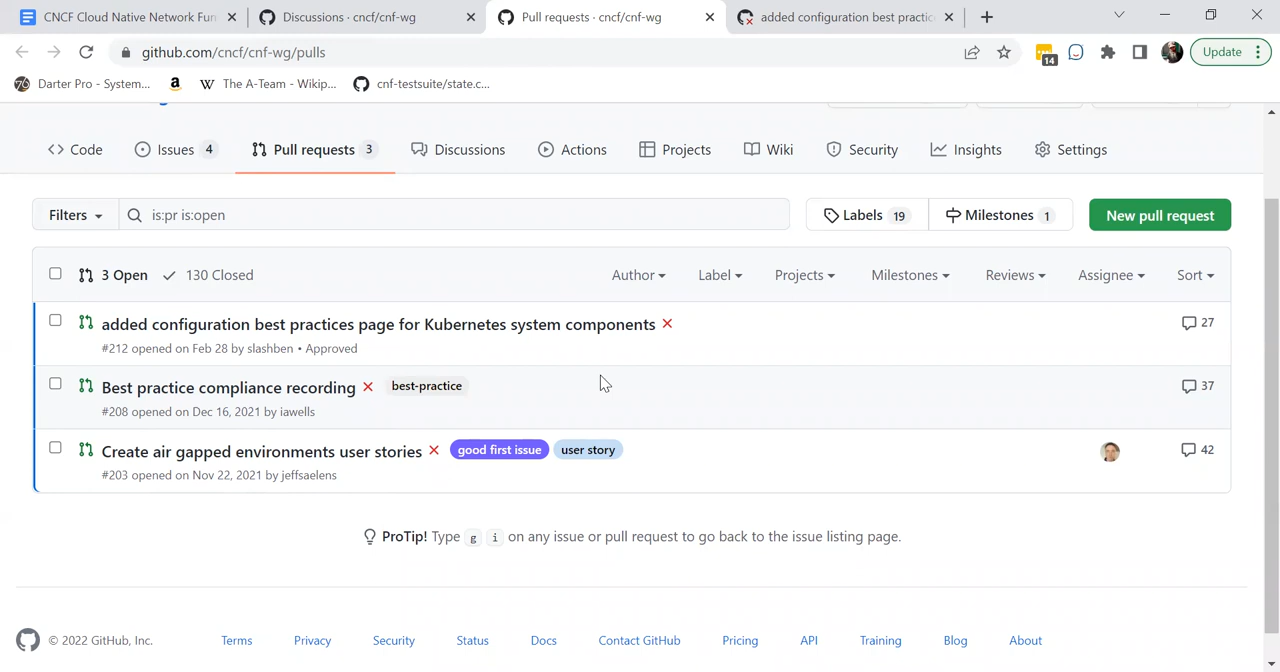 CNCF Cloud Native Network Fun
Discussions · cncf/cnf-wg
Pull requests · cncf/cnf-wg
added configuration best practic
github.com/cncf/cnf-wg/pulls
14
Update
76 Darter Pro - System...
a
W The A-Team - Wikip...
cnf-testsuite/state.c...
<> Code
Issues 4
Pull requests 3
Discussions
Actions
Projects
Wiki
Security
Insights
Settings
Filters
is:pr is:open
Labels 19
Milestones 1
New pull request
3 Open
130 Closed
Author
Label
Projects
Milestones
Reviews
Assignee
Sort
added configuration best practices page for Kubernetes system components
27
#212 opened on Feb 28 by slashben • Approved
Best practice compliance recording best-practice
37
#208 opened on Dec 16, 2021 by iawells
Create air gapped environments user stories good first issue user story
42
#203 opened on Nov 22, 2021 by jeffsaelens
ProTip! Type g i on any issue or pull request to go back to the issue listing page.
© 2022 GitHub, Inc.
Terms
Privacy
Security
Status
Docs
Contact GitHub
Pricing
API
Training
Blog
About